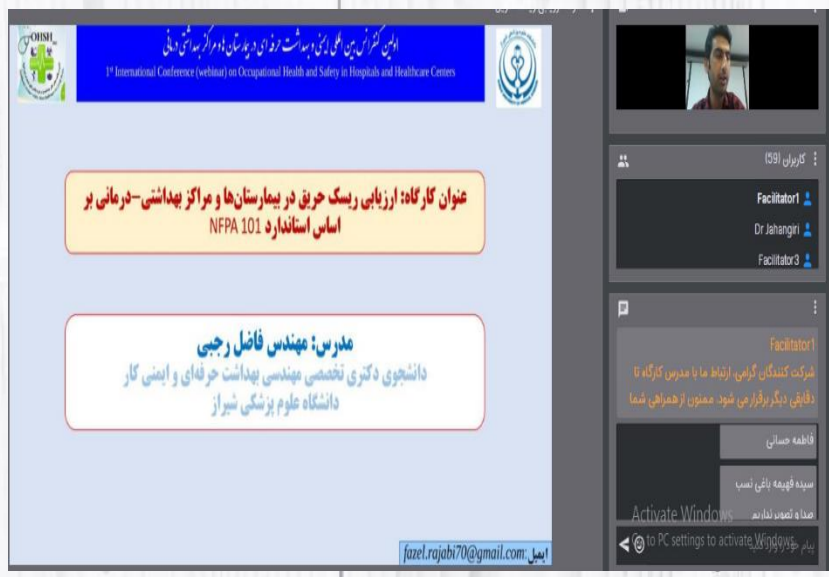 OHSH
اولین کنفرانس بین المللی ایمنی و بهداشت حرفه ای در بیمارستان ها و مراکز بهداشتی درمانی
1st International Conference (webinar) on Occupational Health and Safety in Hospitals and Healthcare Centers
عنوان کارگاه: ارزیابی ریسک حریق در بیمارستان‌ها و مراکز بهداشتی-درمانی بر
اساس استاندارد NFPA 101
مدرس: مهندس فاضل رجبی
دانشجوی دکتری تخصصی مهندسی بهداشت حرفه‌ای و ایمنی کار
دانشگاه علوم پزشکی شیراز
ایمیل: fazel.rajabi70@gmail.com
کاربران (59)
Facilitator1
Dr Jahangiri
Facilitator3
Facilitator1
شرکت کنندگان گرامی، ارتباط ما با مدرس کارگاه تا
دقایقی دیگر برقرار می شود. ممنون از همراهی شما
فاطمه حسانی
سیده فهیمه باغی نسب
صدا و تصویر نداریم
Activate Windows
Go to PC settings to activate Windows.
پیام خود را وارد کنید